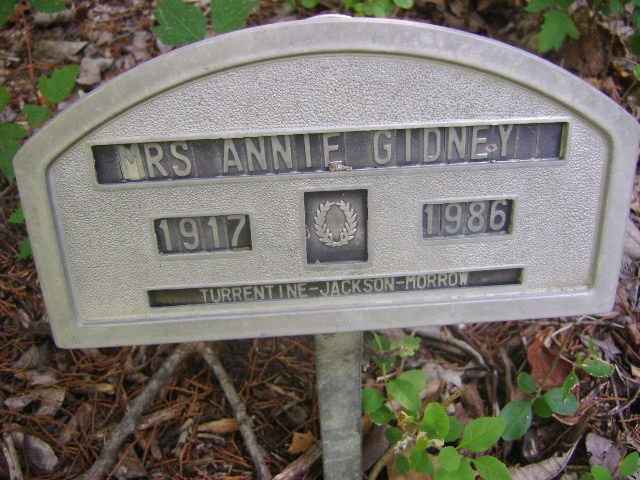 MRS ANNIE GIDNEY
1917 1986
TURRENTINE-JACKSON-MORROW